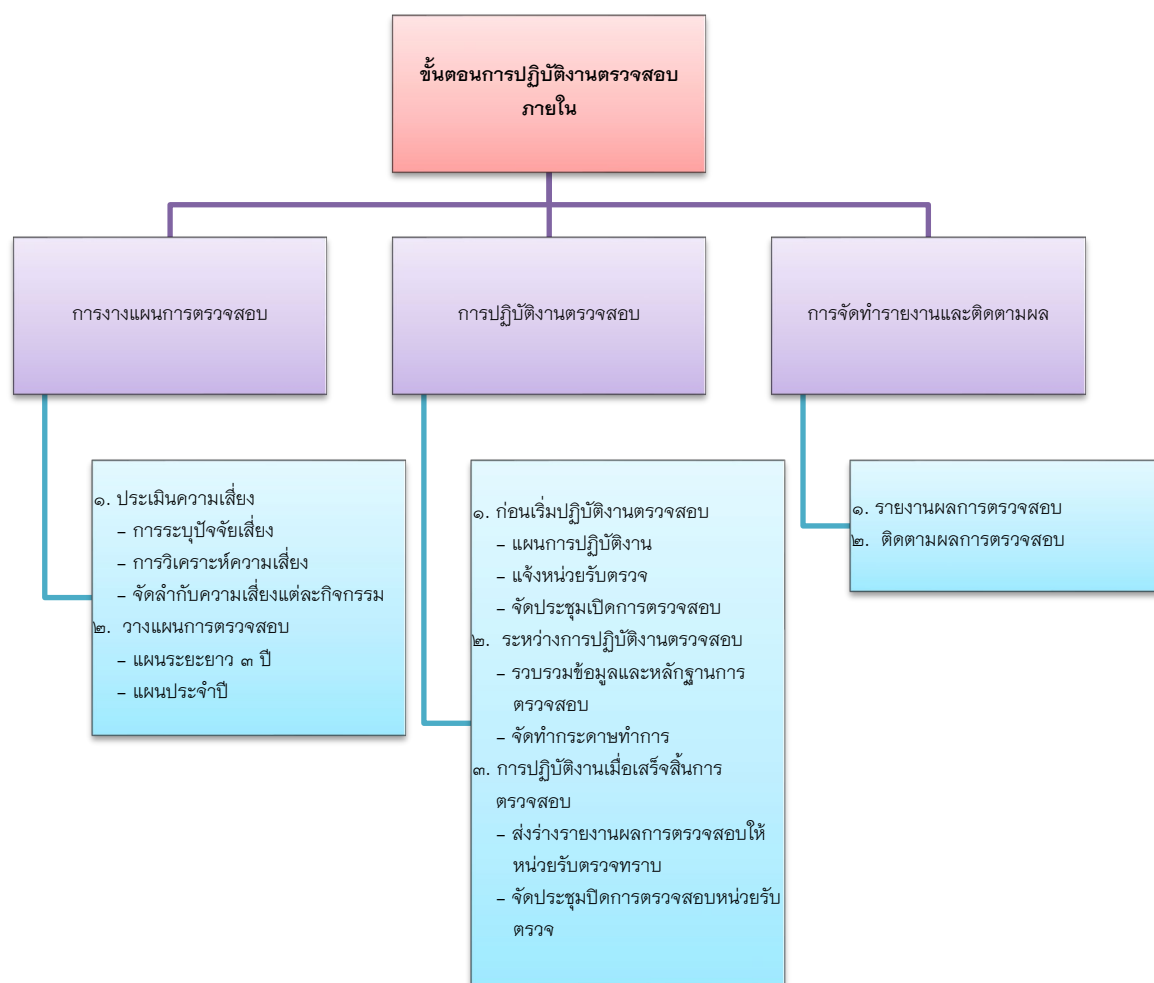 ขั้นตอนการปฏิบัติงานตรวจสอบ
ภายใน
การงางแผนการตรวจสอบ
๑. ประเมินความเสี่ยง
– การระบุปัจจัยเสี่ยง
– การวิเคราะห์ความเสี่ยง
– จัดลำกับความเสี่ยงแต่ละกิจกรรม
๒. วางแผนการตรวจสอบ
– แผนระยะยาว ๓ ปี
– แผนประจำปี
การปฏิบัติงานตรวจสอบ
๑. ก่อนเริ่มปฏิบัติงานตรวจสอบ
– แผนการปฏิบัติงาน
– แจ้งหน่วยรับตรวจ
– จัดประชุมเปิดการตรวจสอบ
๒. ระหว่างการปฏิบัติงานตรวจสอบ
– รวบรวมข้อมูลและหลักฐานการ
ตรวจสอบ
– จัดทำกระดาษทำการ
๓. การปฏิบัติงานเมื่อเสร็จสิ้นการ
ตรวจสอบ
– ส่งร่างรายงานผลการตรวจสอบให้
หน่วยรับตรวจทราบ
– จัดประชุมปิดการตรวจสอบหน่วยรับ
ตรวจ
การจัดทำรายงานและติดตามผล
๑. รายงานผลการตรวจสอบ
๒. ติดตามผลการตรวจสอบ